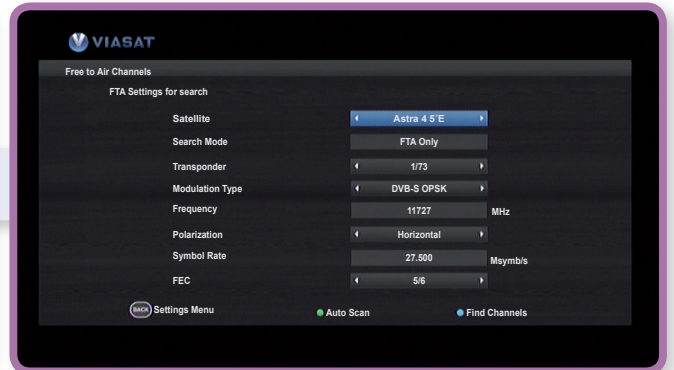 VIASAT
Free to Air Channels
FTA Settings for search
Satellite Astra 4 5°E
Search Mode FTA Only
Transponder 1/73
Modulation Type DVB-S OPSK
Frequency 11727 MHz
Polarization Horizontal
Symbol Rate 27.500 Msymb/s
FEC 5/6
BACK Settings Menu Auto Scan Find Channels